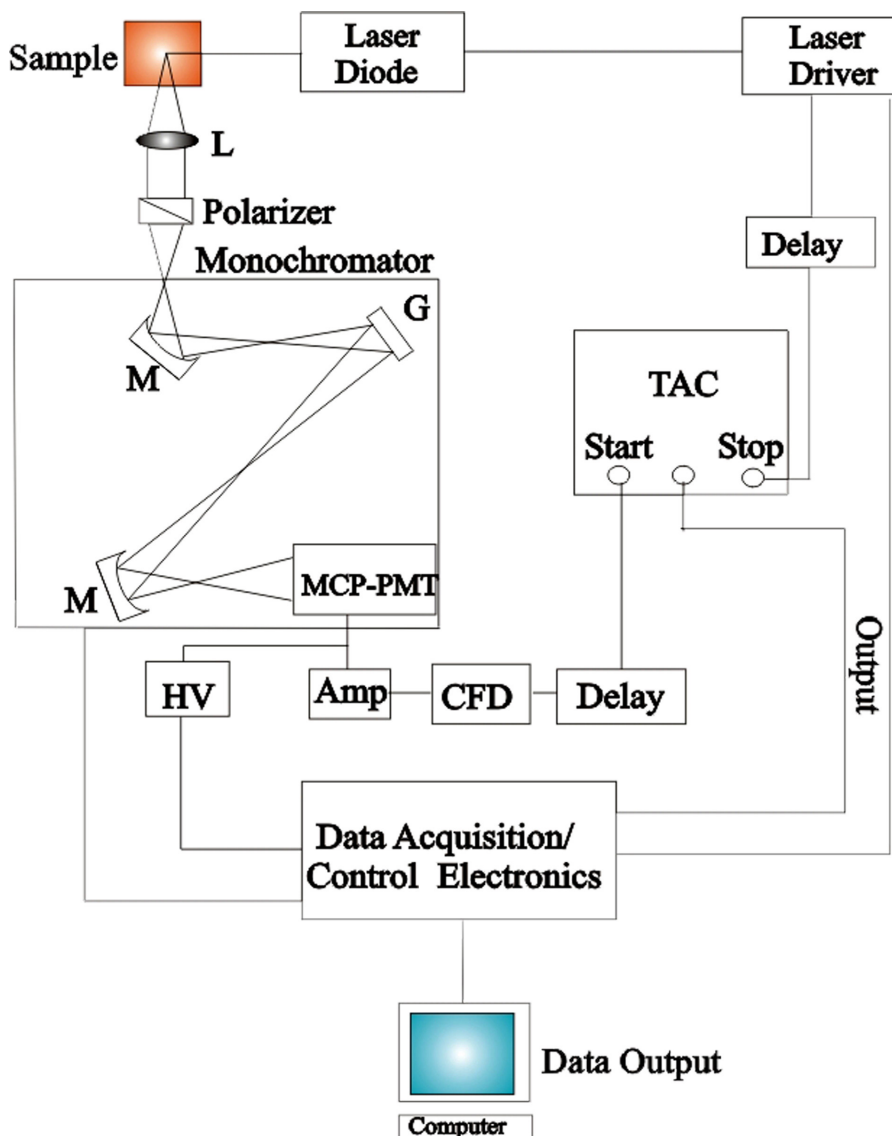 Sample
Laser
Diode
Laser
Driver
L
Polarizer
Delay
Monochromator
G
M
TAC
Start
Stop
M
MCP-PMT
Output
HV
Amp
CFD
Delay
Data Acquisition/
Control Electronics
Data Output
Computer